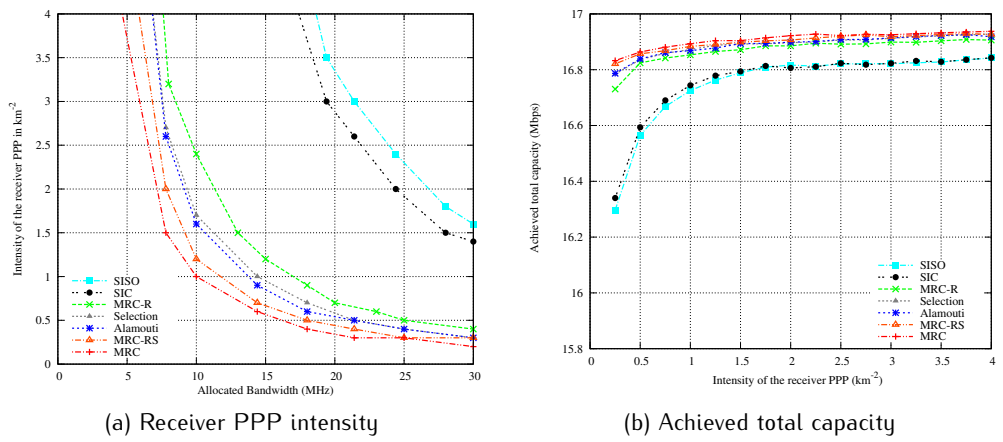 Intensity of the receiver PPP in km-2
4
3.5
3
2.5
2
1.5
1
0.5
0
SISO
SIC
MRC-R
Selection
Alamouti
MRC-RS
MRC
0 5 10 15 20 25 30
Allocated Bandwidth (MHz)
(a) Receiver PPP intensity
Achieved total capacity (Mbps)
17
16.8
16.6
16.4
16.2
16
15.8
SISO
SIC
MRC-R
Selection
Alamouti
MRC-RS
MRC
0 0.5 1 1.5 2 2.5 3 3.5 4
Intensity of the receiver PPP (km-2)
(b) Achieved total capacity